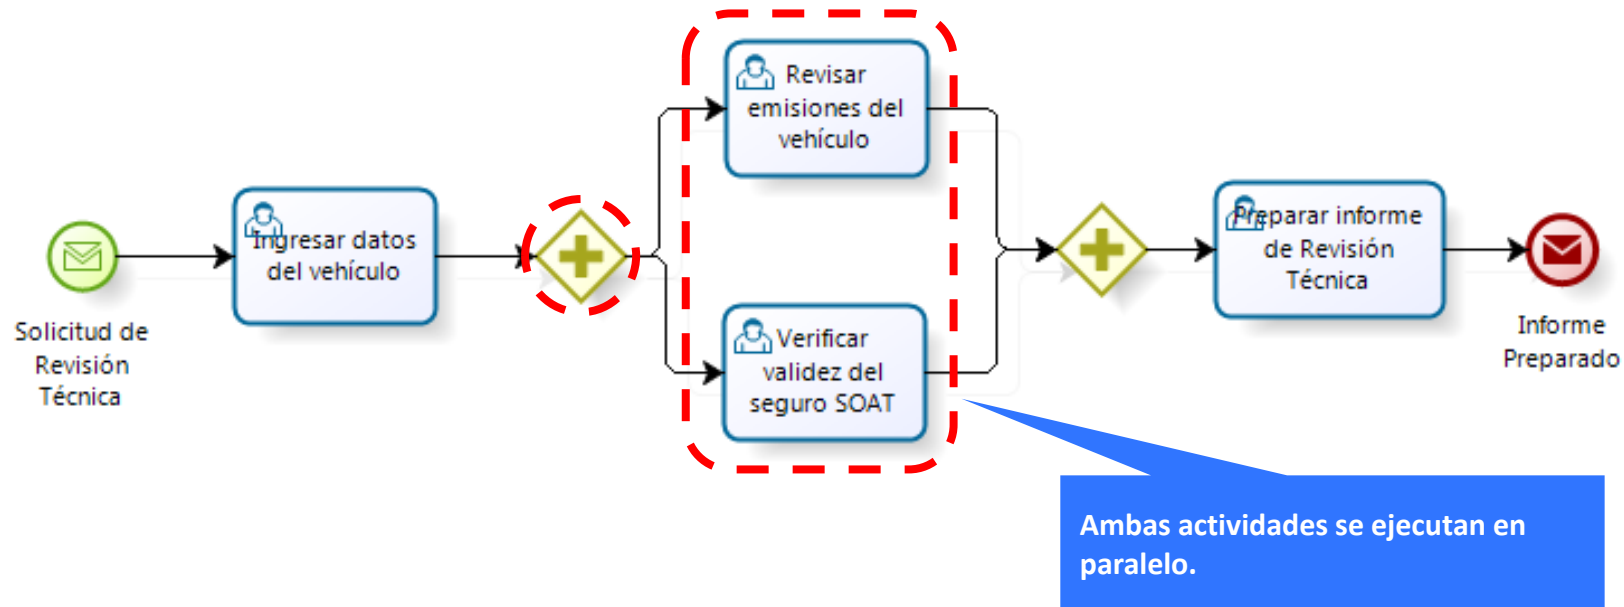 Solicitud de
Revisión
Técnica
Ingresar datos
del vehículo
Revisar
emisiones del
vehículo
Verificar
validez del
seguro SOAT
Preparar informe
de Revisión
Técnica
Informe
Preparado
Ambas actividades se ejecutan en
paralelo.